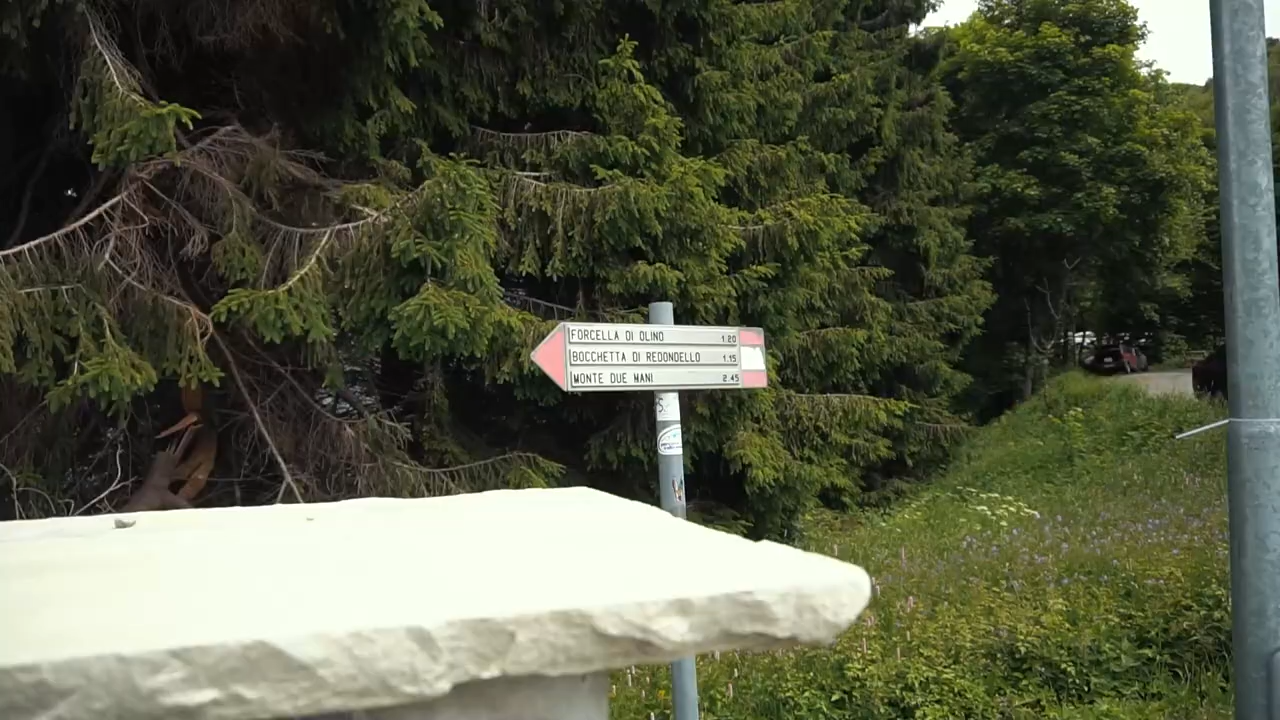 FORCELLA DI OLINO 1.20
BOCCHETTA DI REDONDELLO 1.15
MONTE DUE MANI 2.45